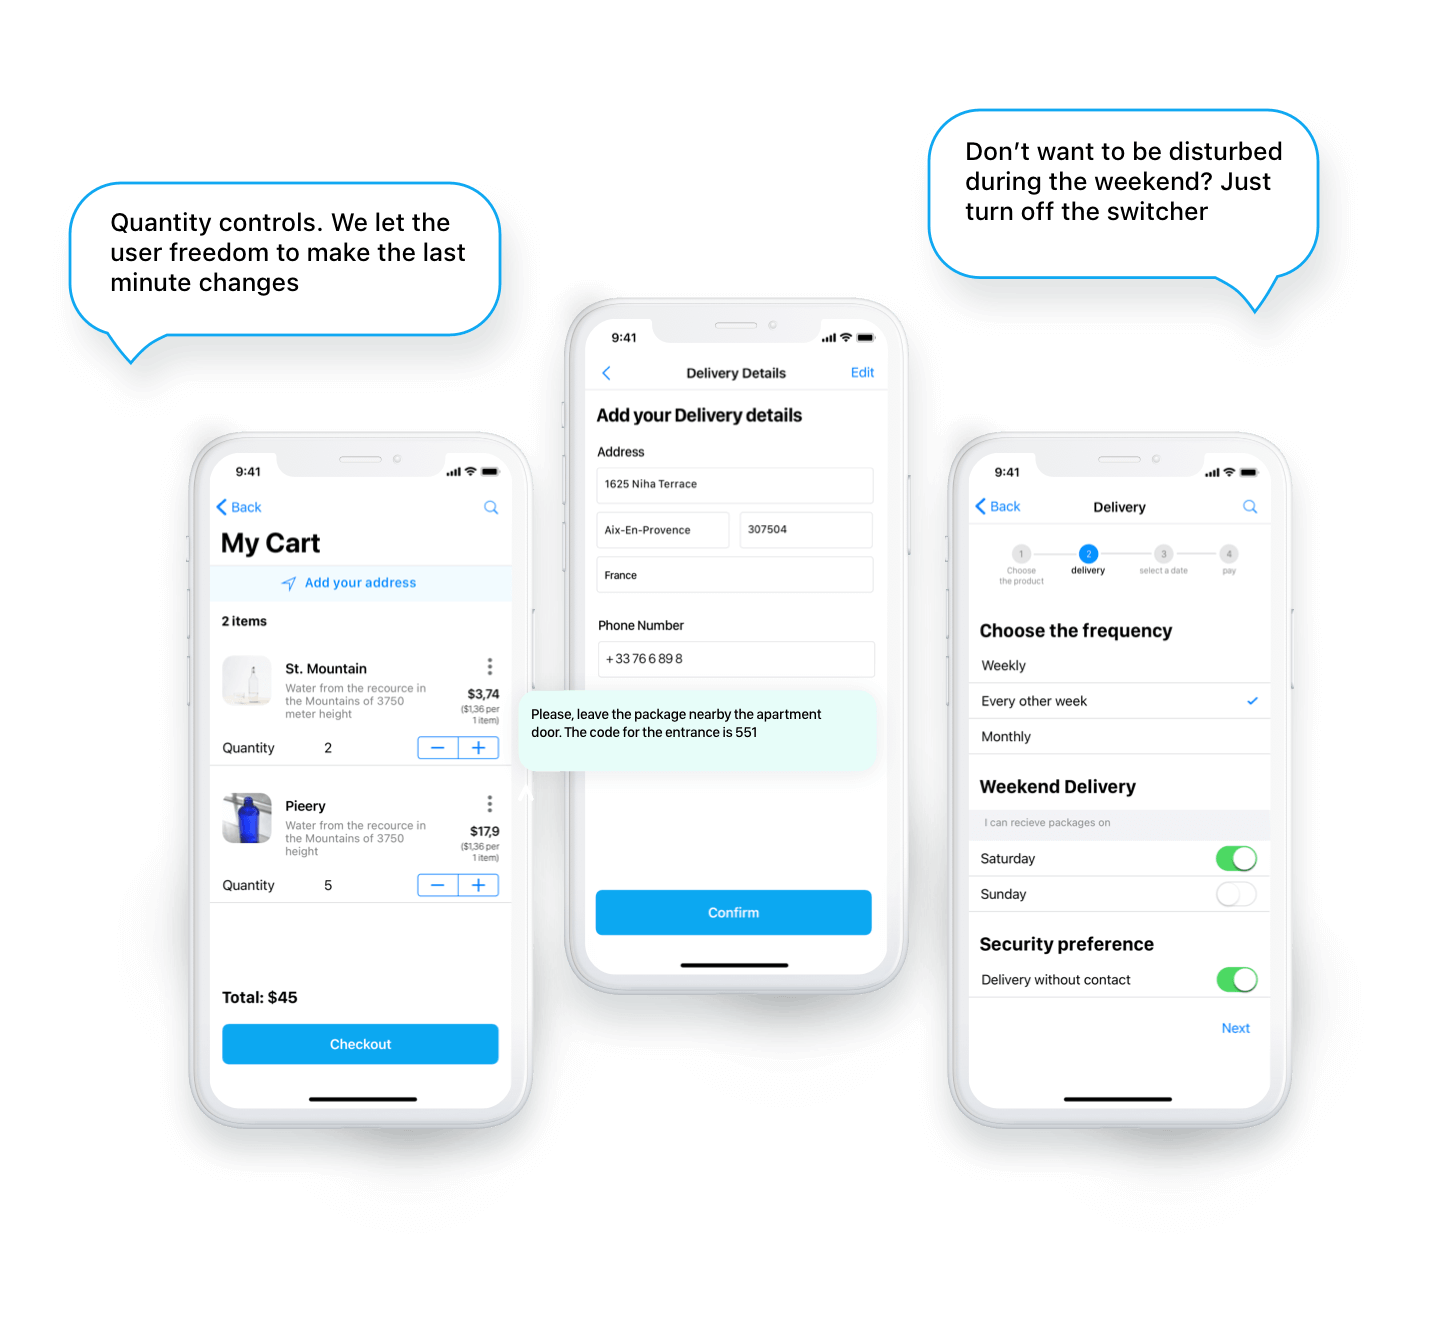 Quantity controls. We let the
user freedom to make the last
minute changes
Don't want to be disturbed
during the weekend? Just
turn off the switcher
9:41
Back
My Cart
Add your address
2 items
St. Mountain
Water from the recource in
the Mountains of 3750
meter height
$3,74
($1,36 per
1 item)
Quantity 2
Pieery
Water from the recource in
the Mountains of 3750
height
$17,9
($1,36 per
1 item)
Quantity 5
Total: $45
Checkout
9:41
Delivery Details Edit
Add your Delivery details
Address
1625 Niha Terrace
Aix-En-Provence 307504
France
Phone Number
+ 33 76 6 89 8
Please, leave the package nearby the apartment
door. The code for the entrance is 551
Confirm
9:41
Back Delivery
1 2 3 4
Choose
the product
delivery
select a date
pay
Choose the frequency
Weekly
Every other week
Monthly
Weekend Delivery
I can recieve packages on
Saturday
Sunday
Security preference
Delivery without contact
Next